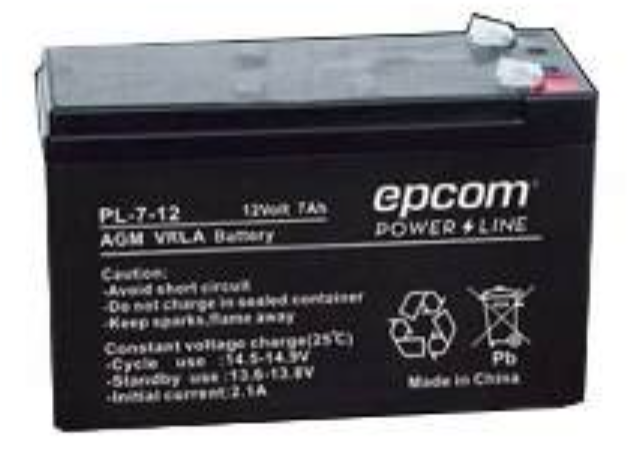 epcom
POWER LINE
PL-7-12 12Volt 7Ah
AGM VRLA Battery
Caution:
-Avoid short circuit
-Do not charge in sealed container
-Keep sparks,flame away
Constant voltage charge(25℃)
-Cycle use :14.5-14.9V
-Standby use :13.6-13.8V
-Initial current:2.1A
Pb
Made in China